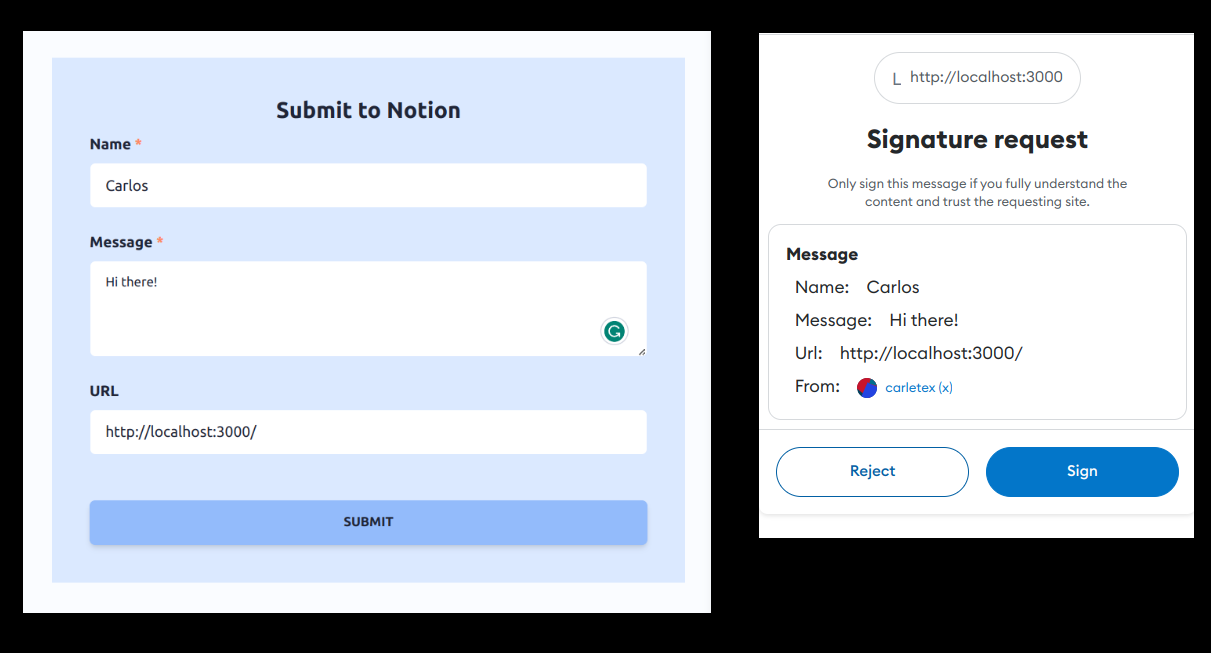 Submit to Notion
Name *
Carlos
Message *
Hi there!
URL
http://localhost:3000/
SUBMIT
L http://localhost:3000
Signature request
Only sign this message if you fully understand the
content and trust the requesting site.
Message
Name: Carlos
Message: Hi there!
Url: http://localhost:3000/
From: carletex (x)
Reject
Sign